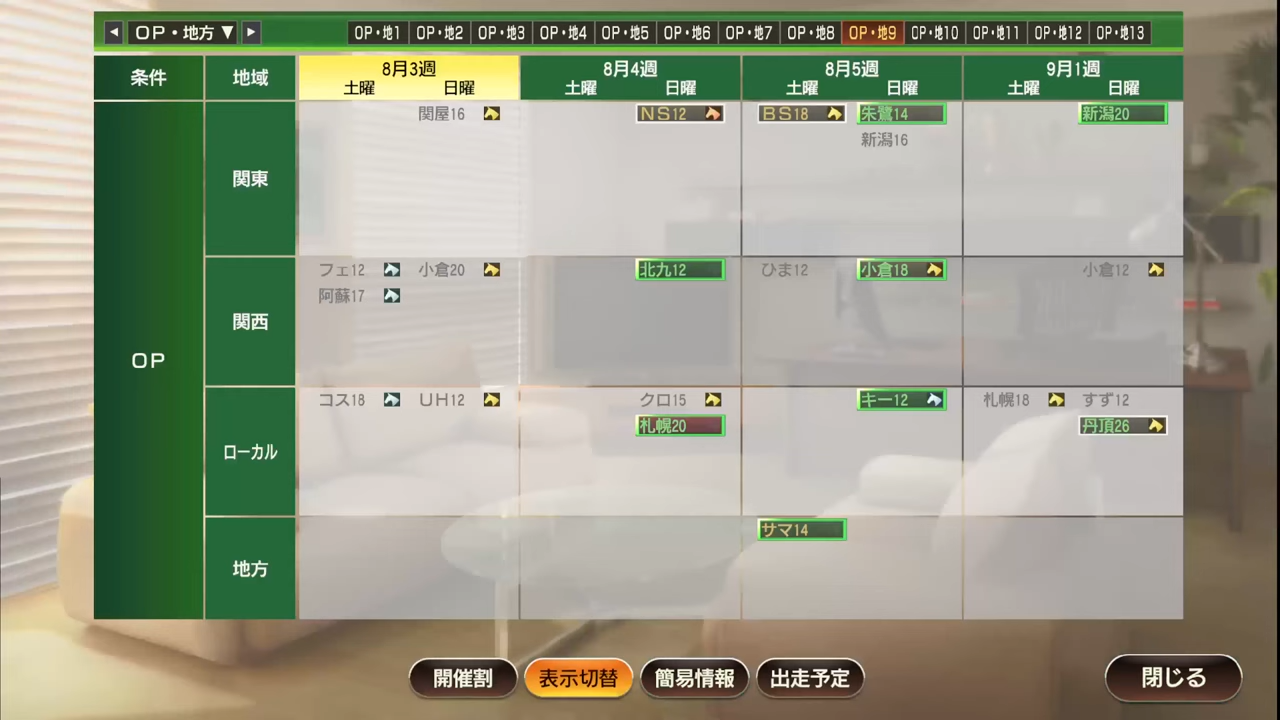 ◀ OP・地方▼ ▶ OP・地1 OP・地2 OP・地3 OP・地4 OP・地5 OP・地6 OP・地7 OP・地8 OP・地9 OP・地10 OP・地11 OP・地12 OP・地13
条件 地域 8月3週 8月4週 8月5週 9月1週
土曜 日曜 土曜 日曜 土曜 日曜 土曜 日曜
関屋16 NS12 BS18 朱鷺14 新潟20
新潟16
関東
フェ12 小倉20 北九12 ひま12 小倉18 小倉12
阿蘇17
関西
OP
コス18 UH12 クロ15 キー12 札幌18 すず12
札幌20 丹頂26
ローカル
サマ14
地方
開催割 表示切替 簡易情報 出走予定 閉じる